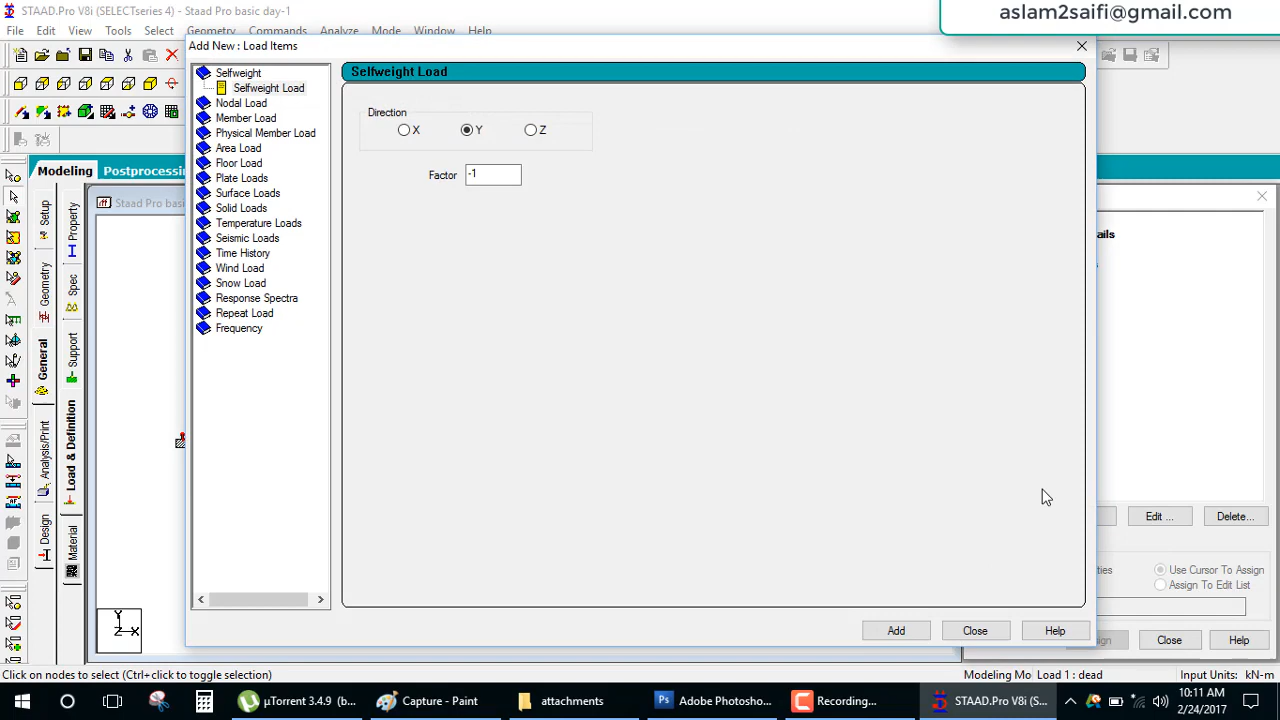 STAAD.Pro V8i (SELECTseries 4) - STAAD Pro basic day-1
aslam2saifi@gmail.com
File Edit View Tools Select Geometry Commands Analyze Mode Window Help
Add New : Load Items
Selfweight
Selfweight Load
Nodal Load
Member Load
Physical Member Load
Area Load
Floor Load
Plate Loads
Surface Loads
Solid Loads
Temperature Loads
Seismic Loads
Time History
Wind Load
Snow Load
Response Spectra
Repeat Load
Frequency
Selfweight Load
Direction
X Y Z
Factor -1
Add Close Help
Modeling Postprocessing
Staad Pro basi
Setup
Geometry
General
Analysis/Print
Design
Property
Spec
Support
Load & Definition
Material
ails
Edit ... Delete...
ties
Use Cursor To Assign
Assign To Edit List
sign Close Help
Y
Z X
Click on nodes to select (Ctrl+click to toggle selection)
Modeling Mo Load 1 : dead Input Units: kN-m
µTorrent 3.4.9 (b...
Capture - Paint
attachments
Adobe Photosho...
Recording...
STAAD.Pro V8i (S...
10:11 AM
2/24/2017